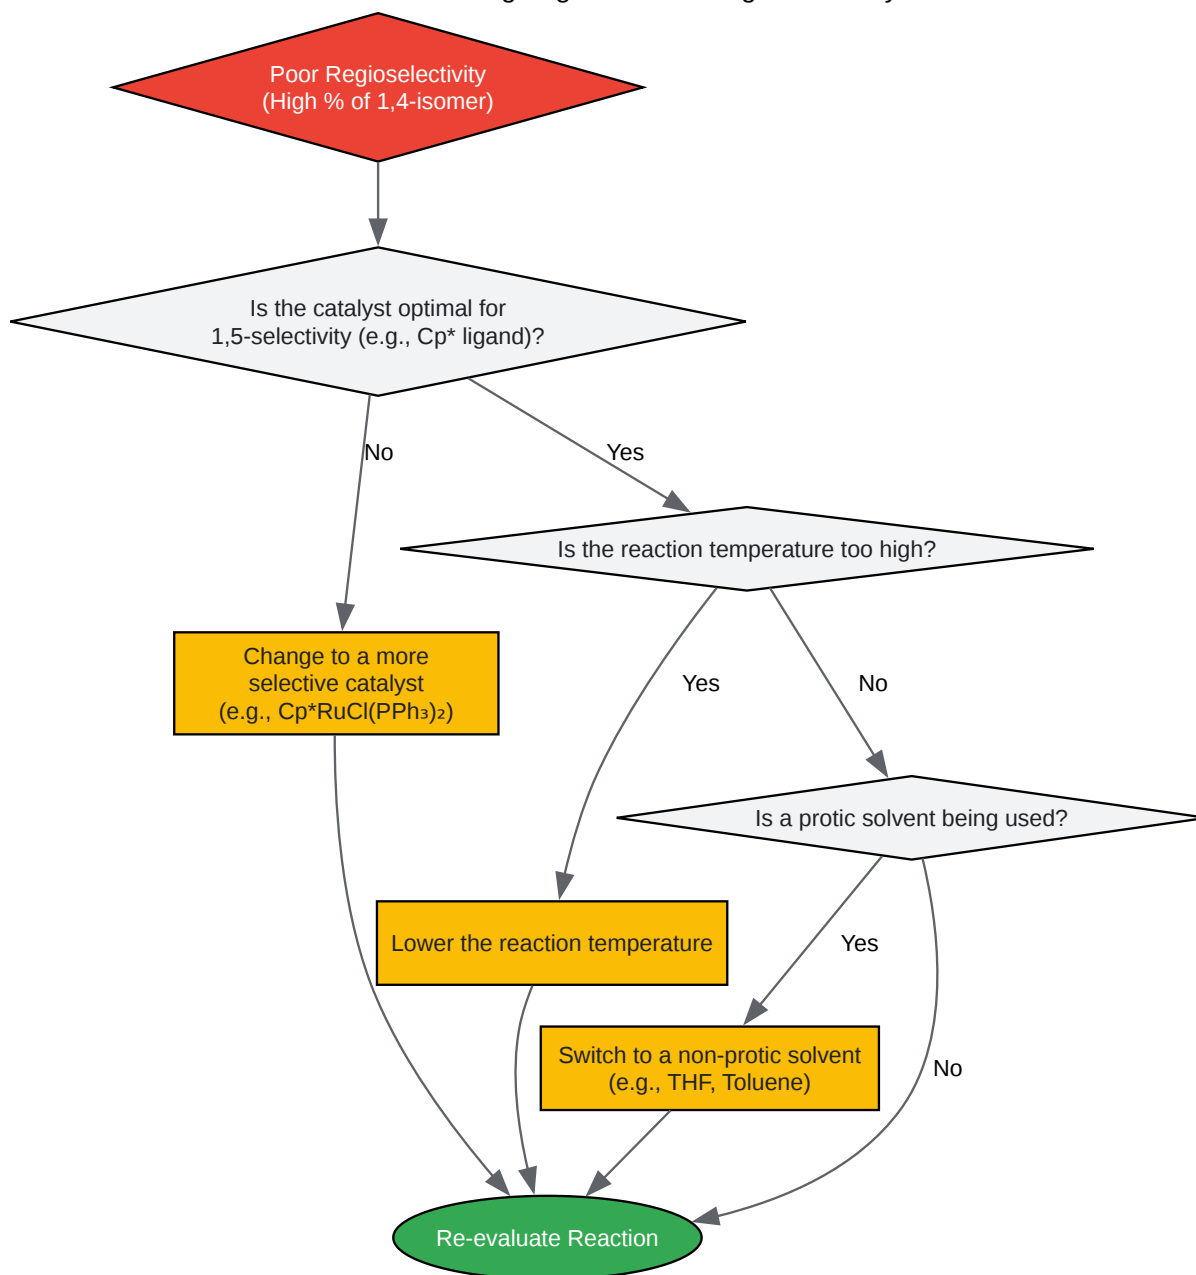 Poor Regioselectivity
(High % of 1,4-isomer)
Is the catalyst optimal for
1,5-selectivity (e.g., Cp* ligand)?
No
Yes
Is the reaction temperature too high?
Change to a more
selective catalyst
(e.g., Cp*RuCl(PPh₃)₂)
Yes
No
Is a protic solvent being used?
Lower the reaction temperature
Yes
Switch to a non-protic solvent
(e.g., THF, Toluene)
No
Re-evaluate Reaction